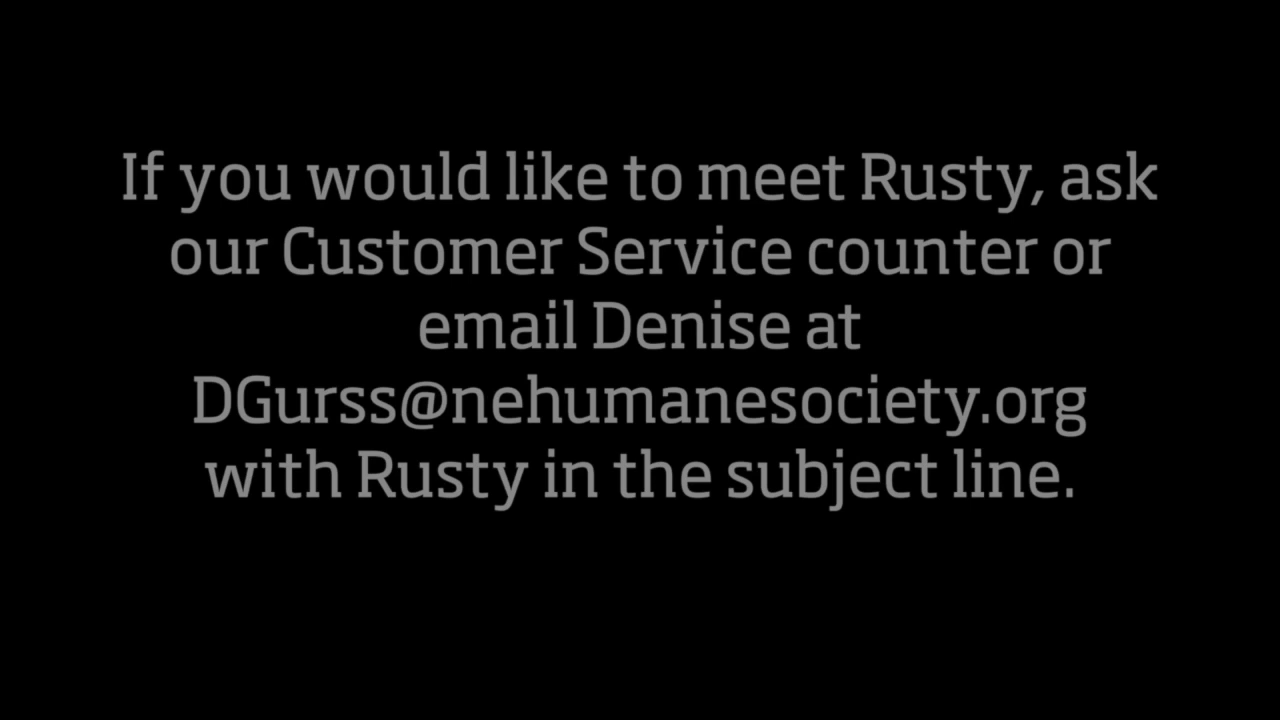 If you would like to meet Rusty, ask
our Customer Service counter or
email Denise at
DGurss@nehumanesociety.org
with Rusty in the subject line.